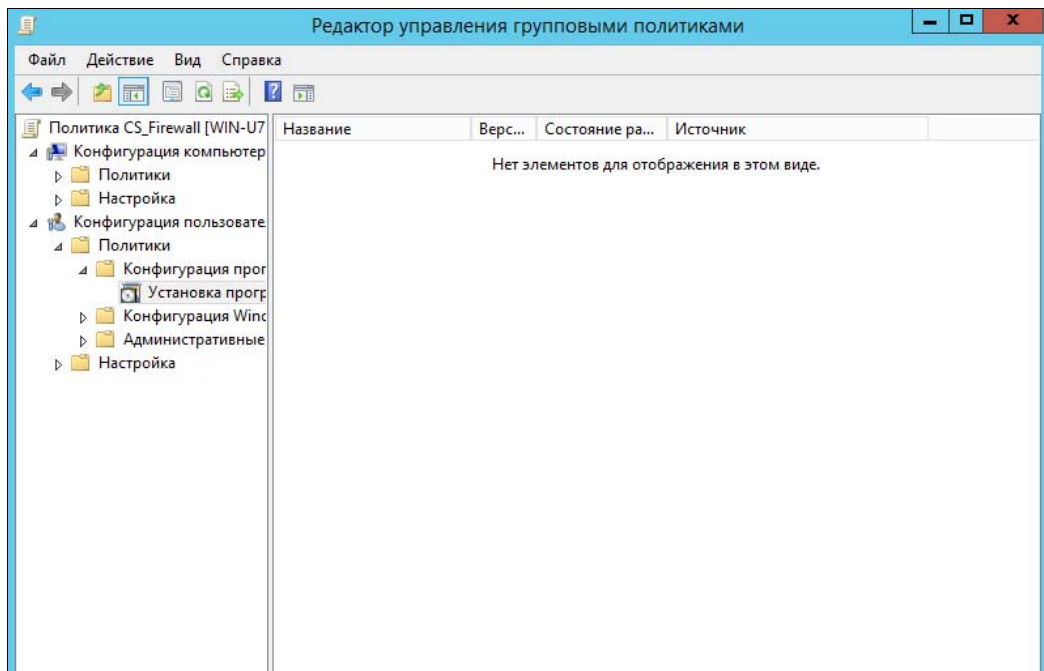 Редактор управления групповыми политиками
Файл Действие Вид Справка
Политика CS_Firewall [WIN-U7
Конфигурация компьютер
Политики
Настройка
Конфигурация пользовате
Политики
Конфигурация прог
Установка прогр
Конфигурация Winc
Административные
Настройка
Название Верс... Состояние ра... Источник
Нет элементов для отображения в этом виде.